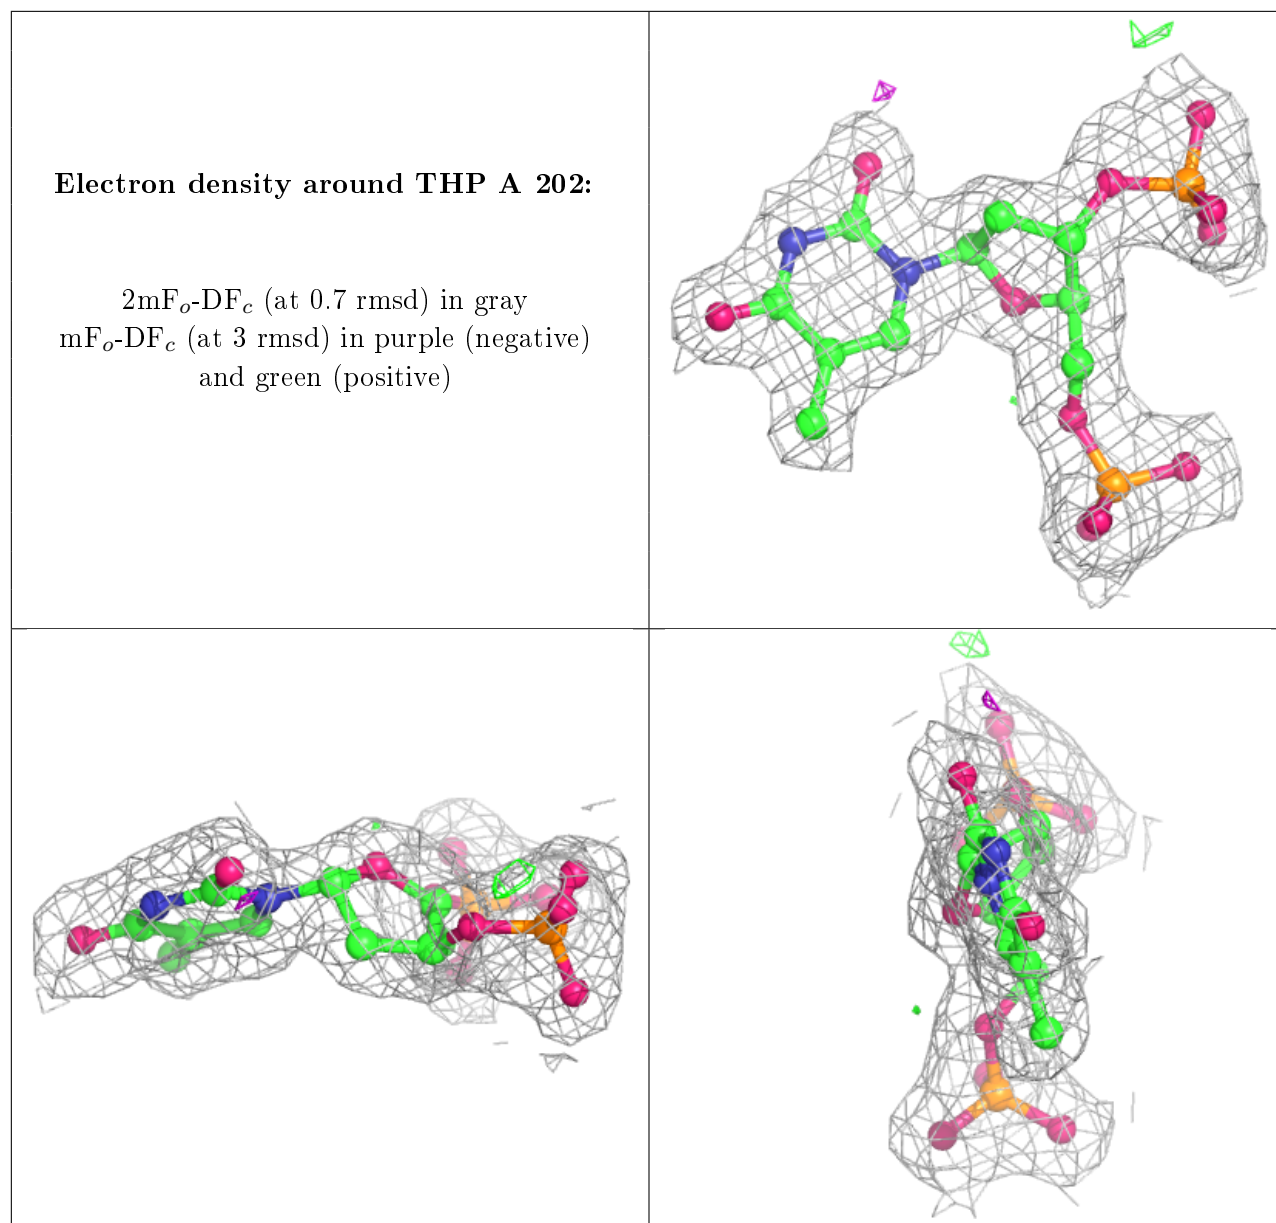 Electron density around THP A 202:
2mFo-DFc (at 0.7 rmsd) in gray
mFo-DFc (at 3 rmsd) in purple (negative)
and green (positive)